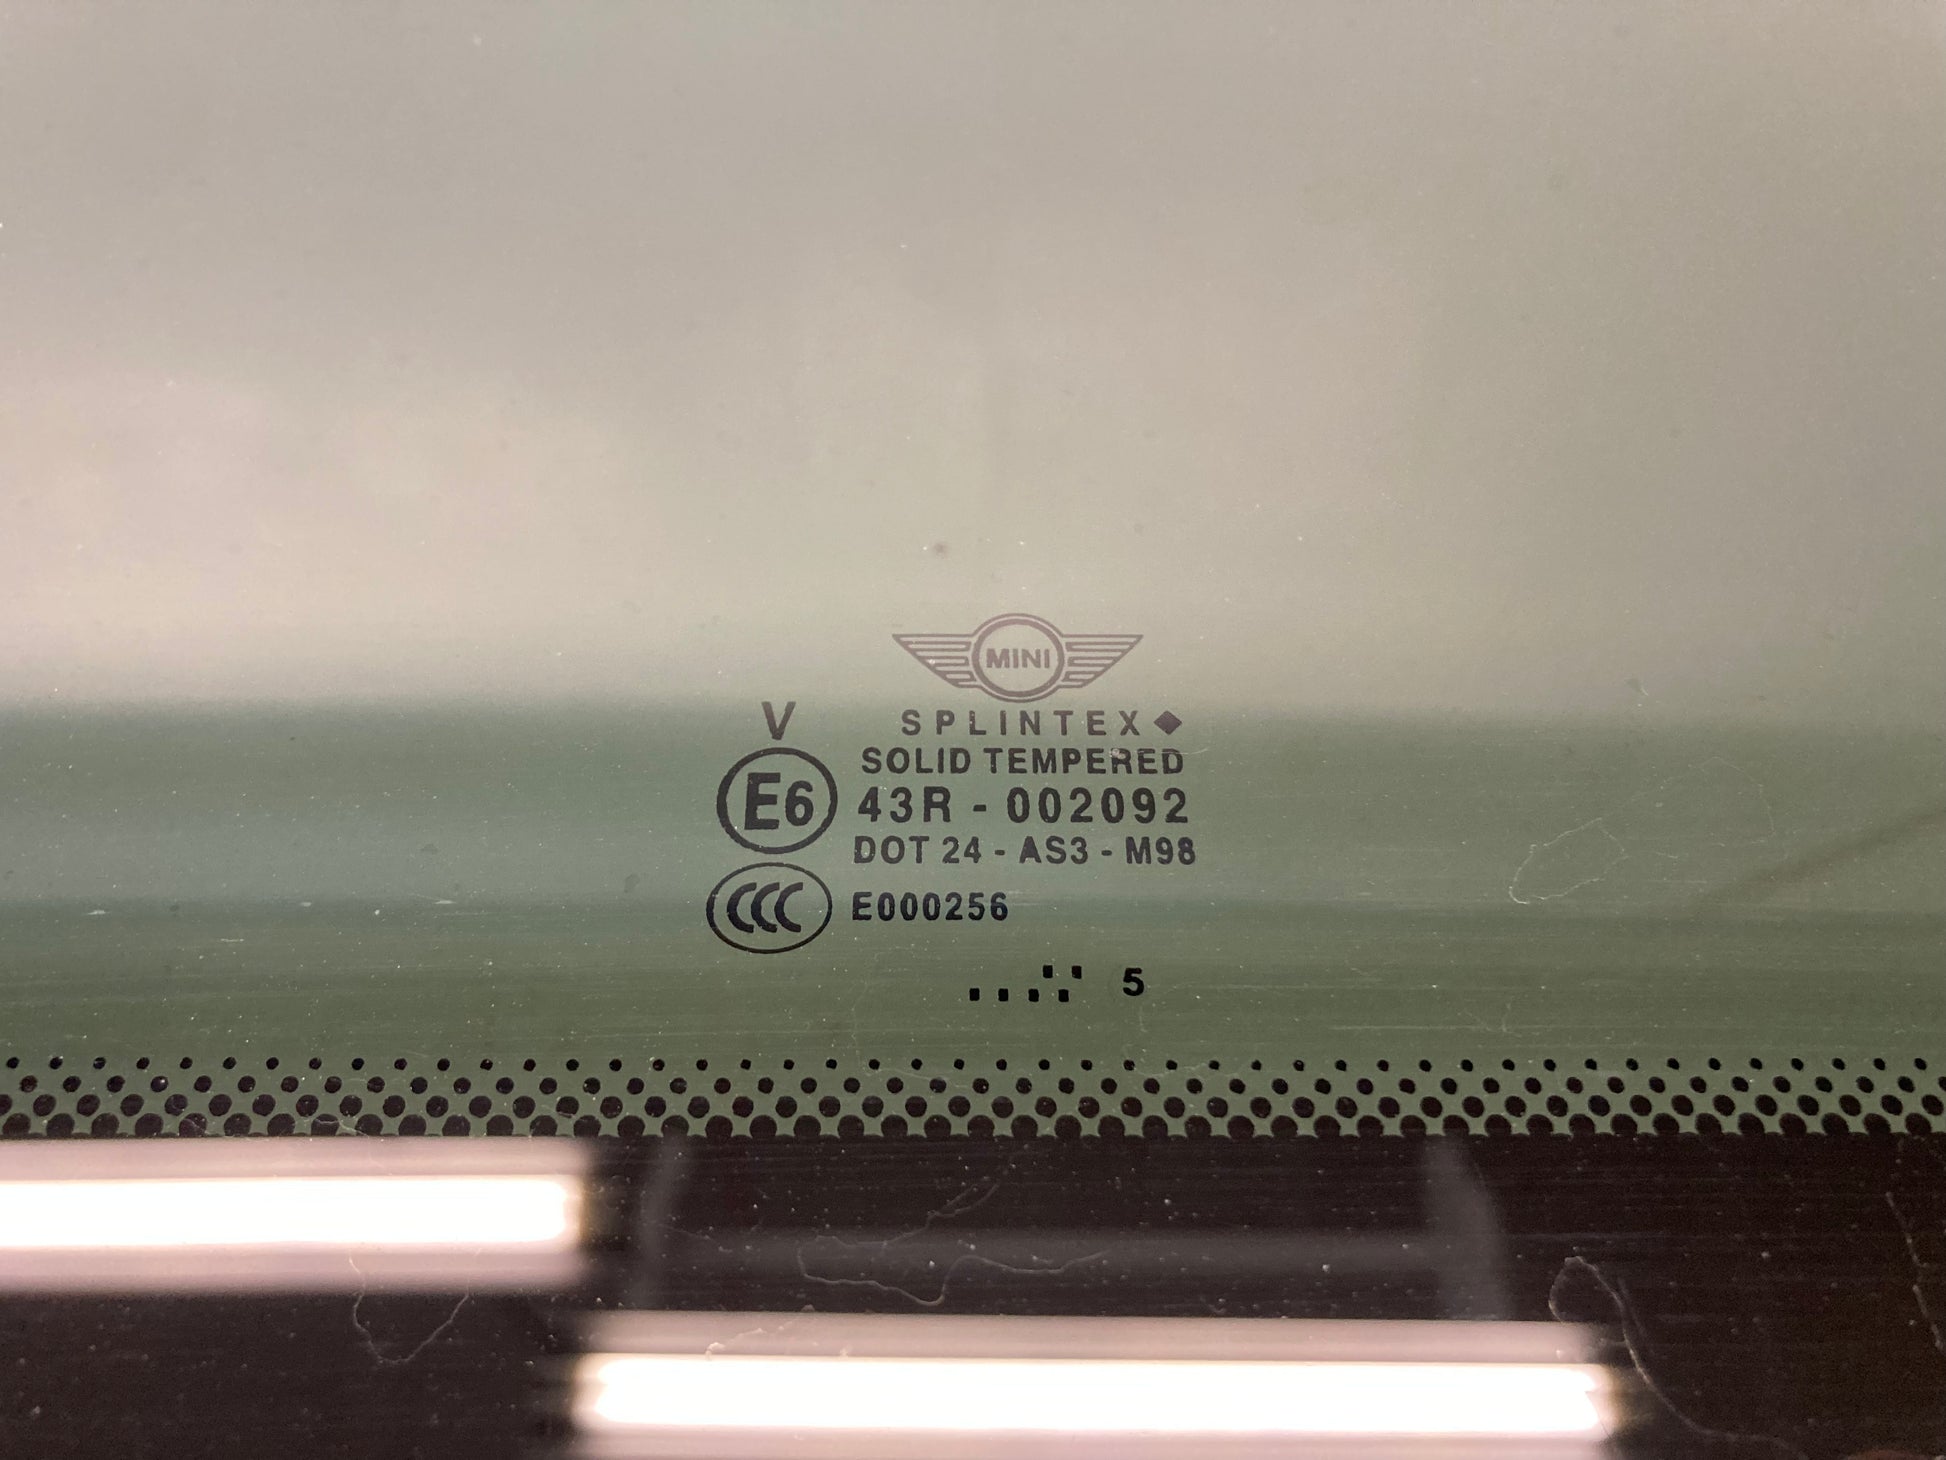 MINI
V SPLINTEX
SOLID TEMPERED
E6 43R - 002092
DOT 24 - AS3 - M98
CCC E000256
5